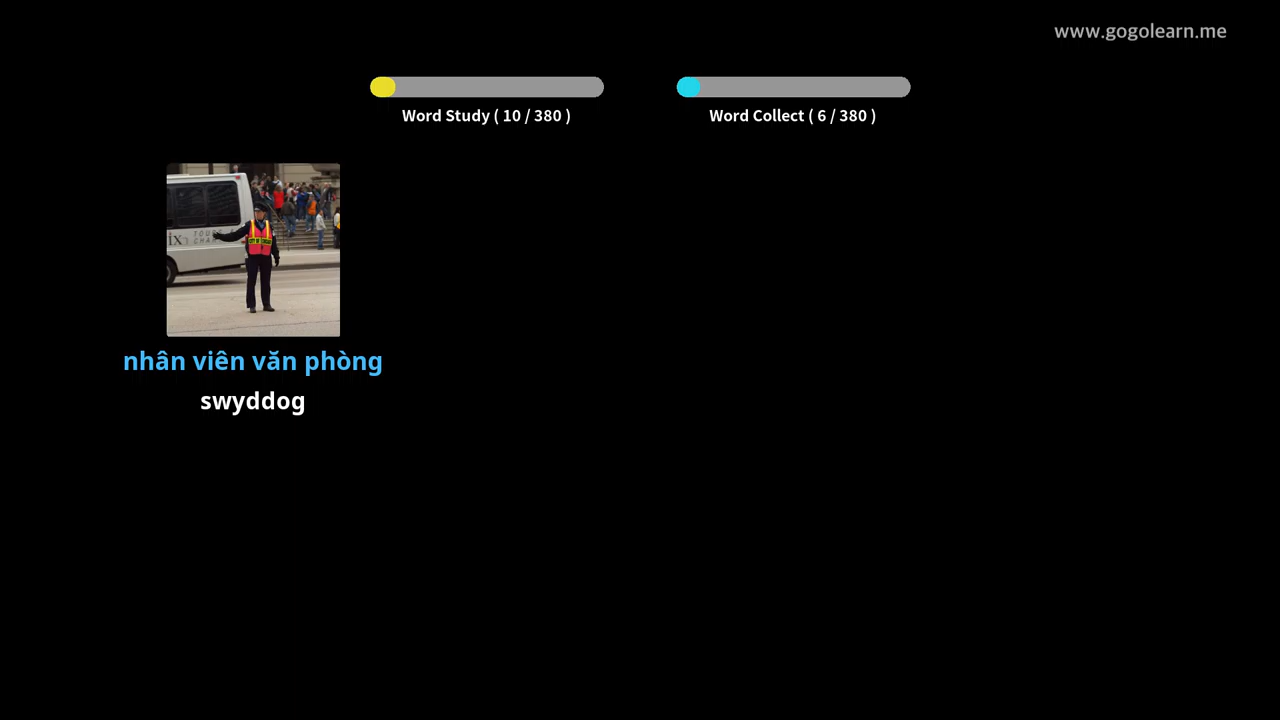 www.gogolearn.me
Word Study ( 10 / 380 )
Word Collect ( 6 / 380 )
nhân viên văn phòng
swyddog